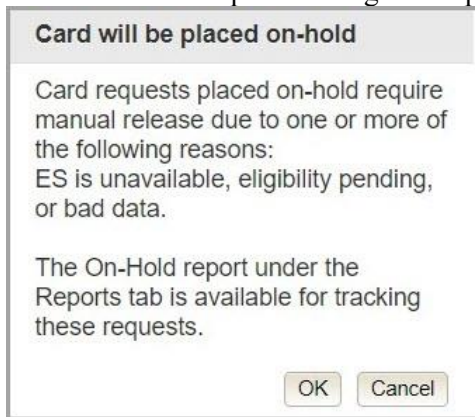 Card will be placed on-hold
Card requests placed on-hold require
manual release due to one or more of
the following reasons:
ES is unavailable, eligibility pending,
or bad data.
The On-Hold report under the
Reports tab is available for tracking
these requests.
OK Cancel